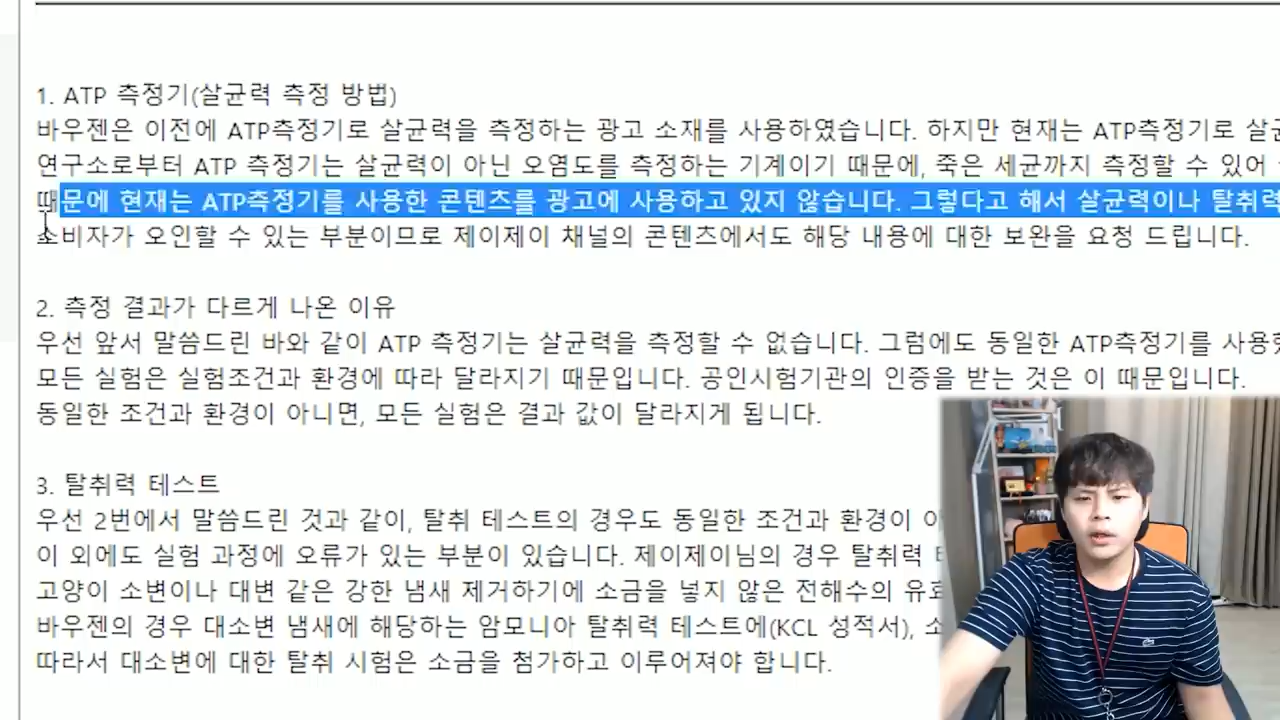 1. ATP 측정기(살균력 측정 방법)
바우젠은 이전에 ATP측정기로 살균력을 측정하는 광고 소재를 사용하였습니다. 하지만 현재는 ATP측정기로
연구소로부터 ATP 측정기는 살균력이 아닌 오염도를 측정하는 기계이기 때문에, 죽은 세균까지 측정할 수 있어
때문에 현재는 ATP측정기를 사용한 콘텐츠를 광고에 사용하고 있지 않습니다. 그렇다고 해서 살균력이나 탈취력
소비자가 오인할 수 있는 부분이므로 제이제이 채널의 콘텐츠에서도 해당 내용에 대한 보완을 요청 드립니다.
2. 측정 결과가 다르게 나온 이유
우선 앞서 말씀드린 바와 같이 ATP 측정기는 살균력을 측정할 수 없습니다. 그럼에도 동일한 ATP측정기를
모든 실험은 실험조건과 환경에 따라 달라지기 때문입니다. 공인시험기관의 인증을 받는 것은 이 때문입니다.
동일한 조건과 환경이 아니면, 모든 실험은 결과 값이 달라지게 됩니다.
3. 탈취력 테스트
우선 2번에서 말씀드린 것과 같이, 탈취 테스트의 경우도 동일한 조건과 환경이
이 외에도 실험 과정에 오류가 있는 부분이 있습니다. 제이제이님의 경우 탈취력
고양이 소변이나 대변 같은 강한 냄새 제거하기에 소금을 넣지 않은 전해수의
바우젠의 경우 대소변 냄새에 해당하는 암모니아 탈취력 테스트에(KCL 성적서),
따라서 대소변에 대한 탈취 시험은 소금을 첨가하고 이루어져야 합니다.